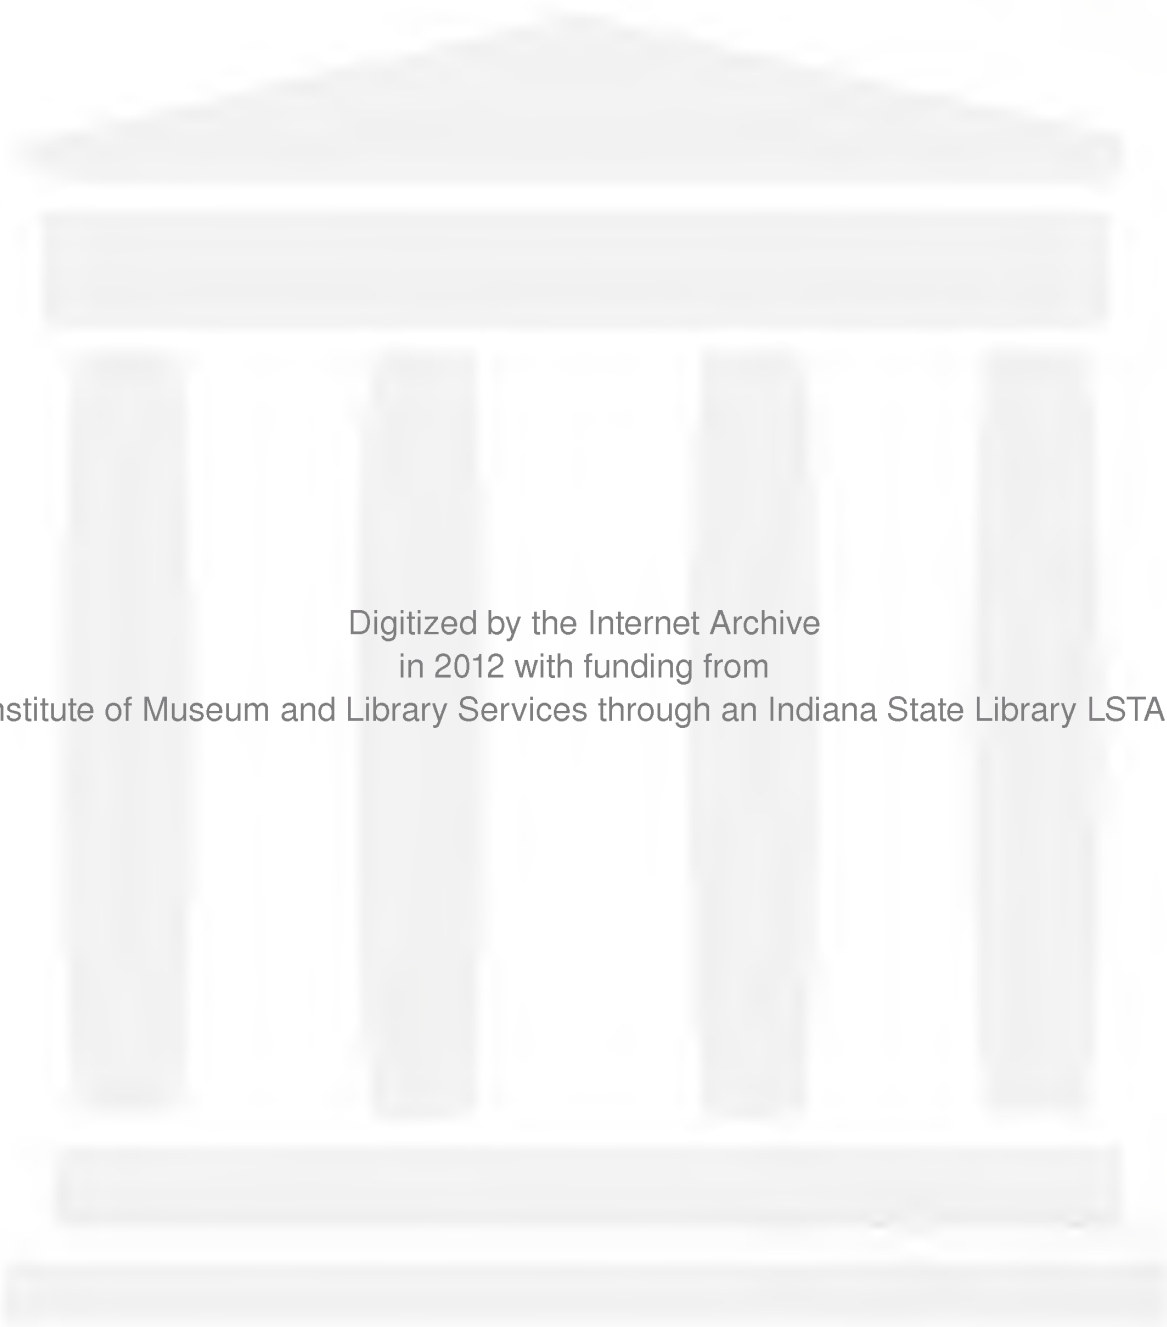 Digitized by the Internet Archive
in 2012 with funding from
nstitute of Museum and Library Services through an Indiana State Library LSTA